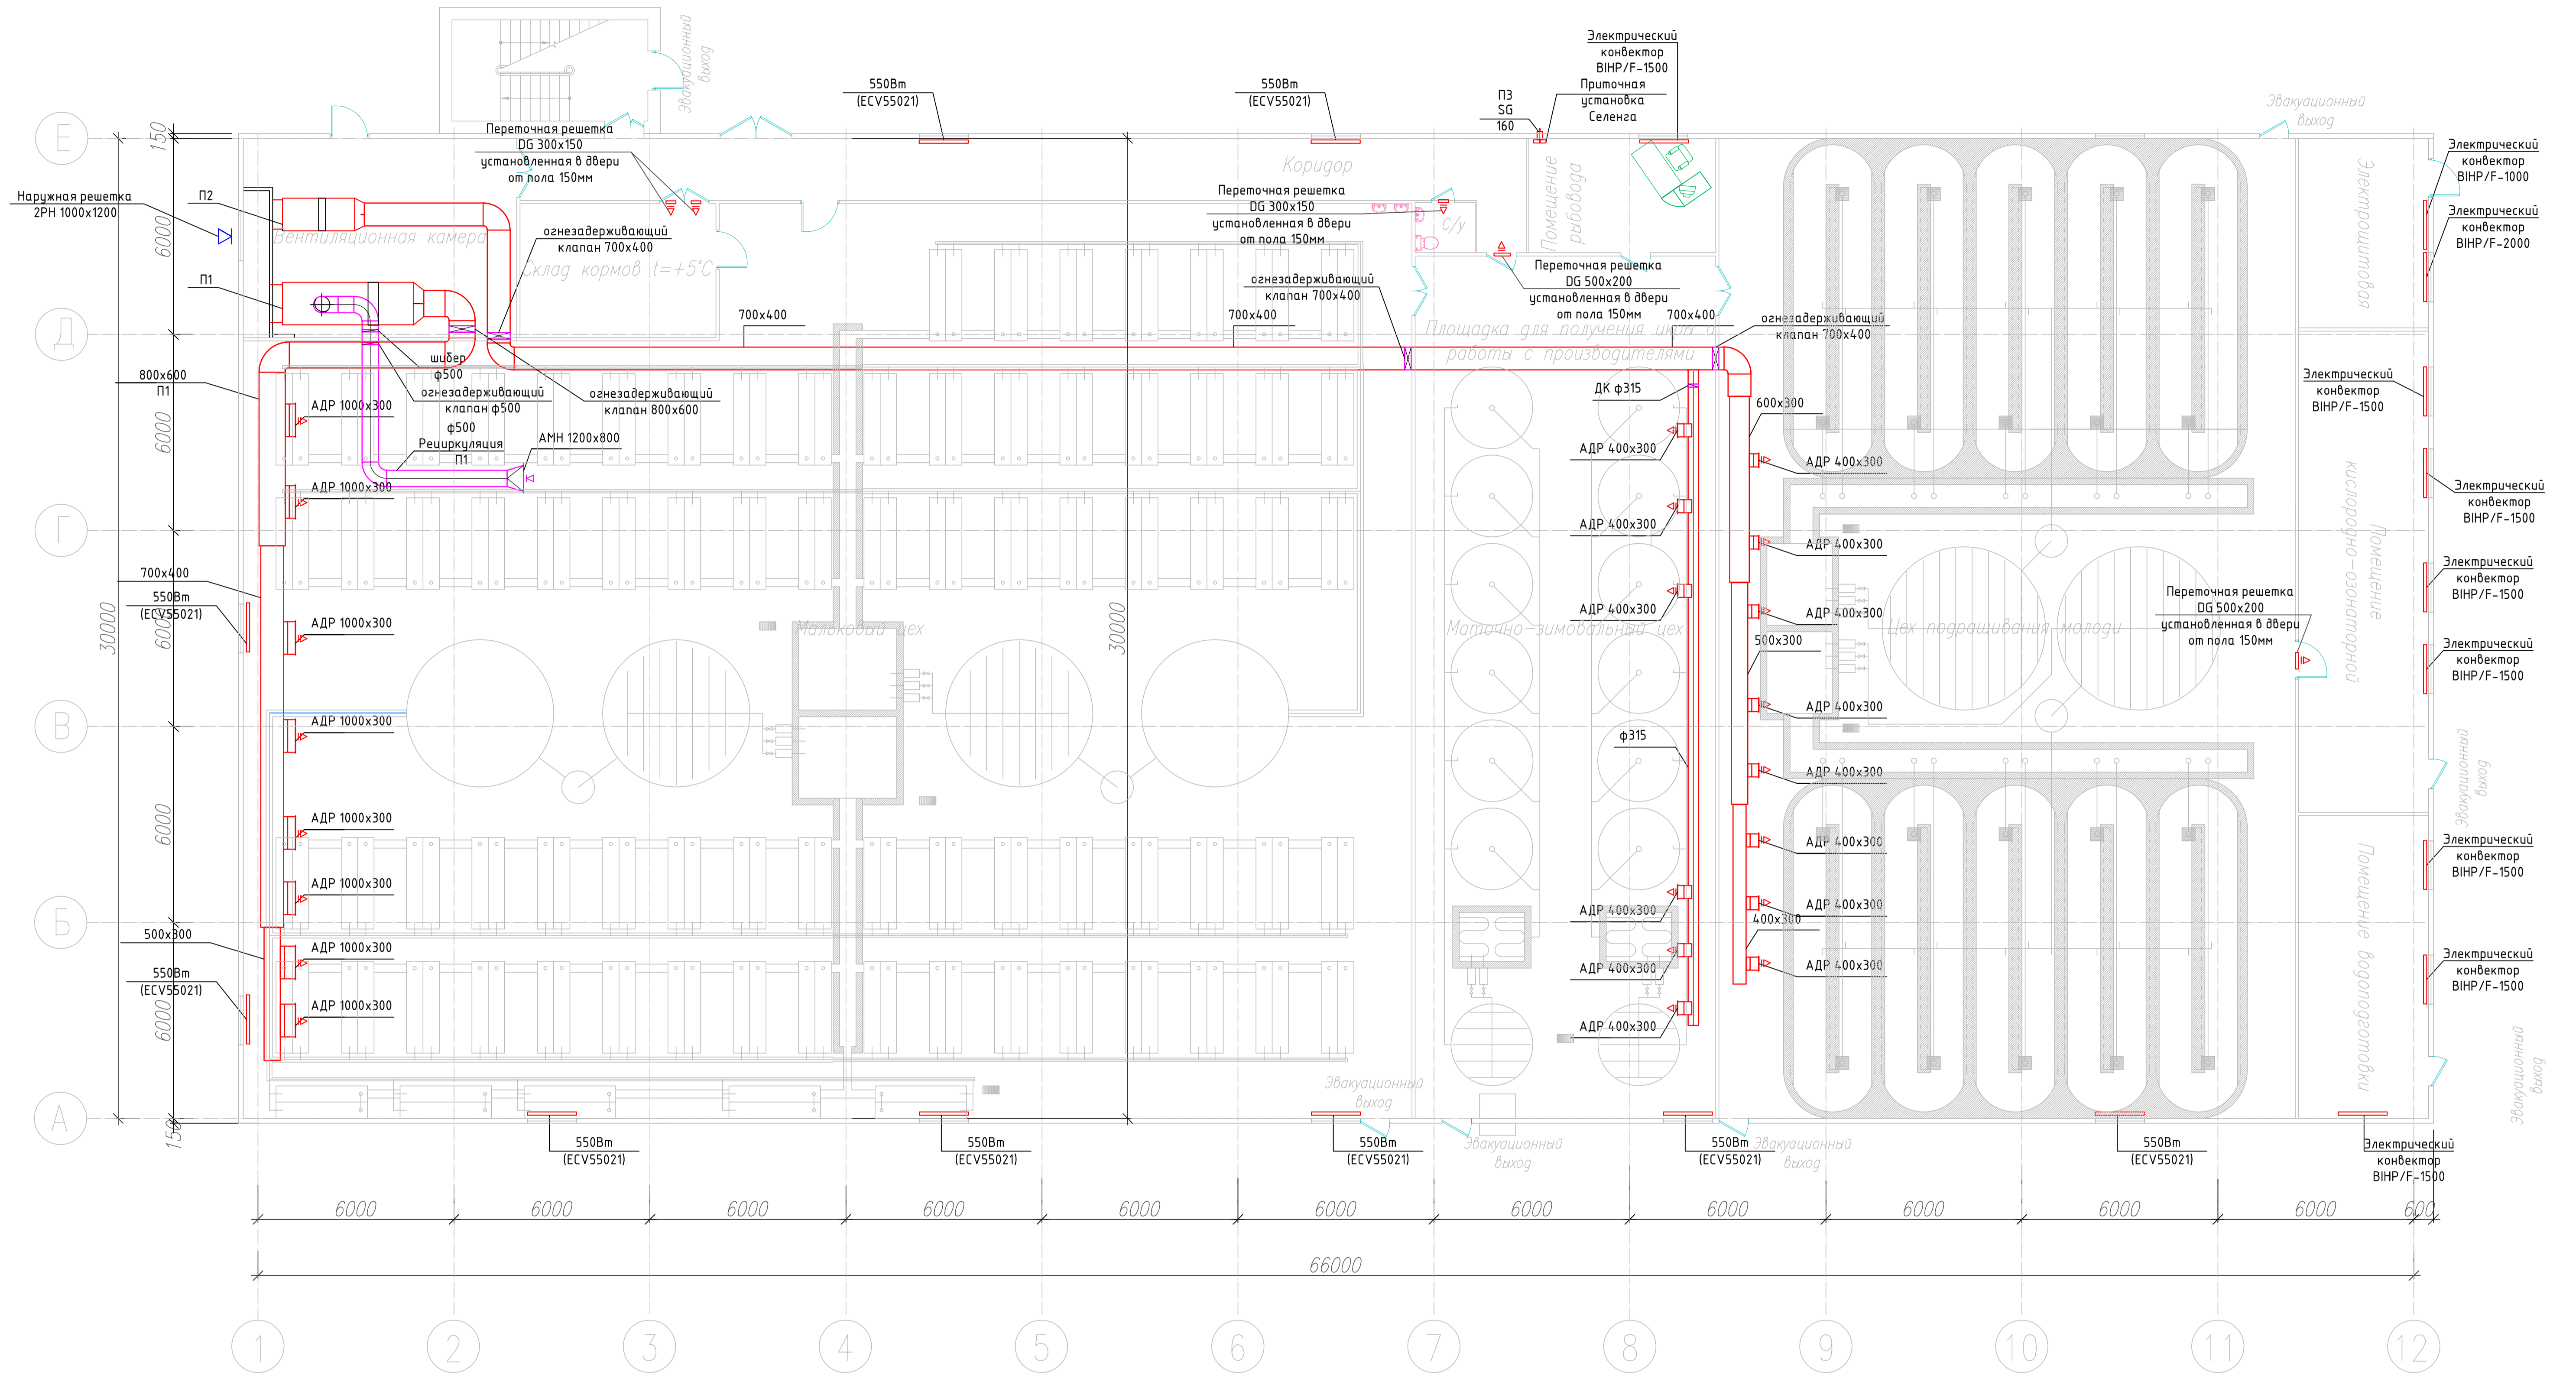 Эвакуационный
выход
550Вт
(ECV55021)
550Вт
(ECV55021)
П3
SG
160
Электрический
конвектор
BIHP/F-1500
Приточная
установка
Селенга
Эвакуационный
выход
Е
150
Переточная решетка
DG 300x150
установленная в двери
от пола 150мм
Коридор
Помещение
рыбовода
Электрощитовая
Электрический
конвектор
BIHP/F-1000
Наружная решетка
2РН 1000x1200
П2
6000
Вентиляционная камера
огнезадерживающий
клапан 700x400
Склад кормов t=+5°C
Переточная решетка
DG 300x150
установленная в двери
от пола 150мм
с/у
Электрический
конвектор
BIHP/F-2000
П1
огнезадерживающий
клапан 700x400
Переточная решетка
DG 500x200
установленная в двери
от пола 150мм
Д
700x400
700x400
700x400
Площадка для получения икры и
работы с производителями
огнезадерживающий
клапан 700x400
800x600
П1
шибер
ф500
огнезадерживающий
клапан ф500
огнезадерживающий
клапан 800x600
ДК ф315
600x300
Электрический
конвектор
BIHP/F-1500
6000
АДР 1000x300
ф500
Рециркуляция
П1
АМН 1200x800
АДР 400x300
АДР 400x300
АДР 1000x300
Электрический
конвектор
BIHP/F-1500
Г
АДР 400x300
АДР 400x300
Помещение
кислородно-озонаторной
700x400
550Вт
(ECV55021)
6000
30000
30000
АДР 1000x300
Мальковый цех
АДР 400x300
Маточно-зимовальный цех
АДР 400x300
500x300
Цех подращивания молоди
Переточная решетка
DG 500x200
установленная в двери
от пола 150мм
Электрический
конвектор
BIHP/F-1500
Электрический
конвектор
BIHP/F-1500
В
АДР 1000x300
ф315
АДР 400x300
АДР 400x300
Эвакуационный
выход
6000
АДР 1000x300
АДР 400x300
Электрический
конвектор
BIHP/F-1500
Помещение водоподготовки
АДР 1000x300
АДР 400x300
АДР 400x300
400x300
Б
500x300
550Вт
(ECV55021)
АДР 1000x300
АДР 400x300
АДР 400x300
Электрический
конвектор
BIHP/F-1500
6000
АДР 1000x300
АДР 400x300
Эвакуационный
выход
Эвакуационный
выход
А
150
550Вт
(ECV55021)
550Вт
(ECV55021)
550Вт
(ECV55021)
Эвакуационный
выход
550Вт
(ECV55021)
Эвакуационный
выход
550Вт
(ECV55021)
Электрический
конвектор
BIHP/F-1500
6000
6000
6000
6000
6000
6000
6000
6000
6000
6000
6000
600
66000
1
2
3
4
5
6
7
8
9
10
11
12